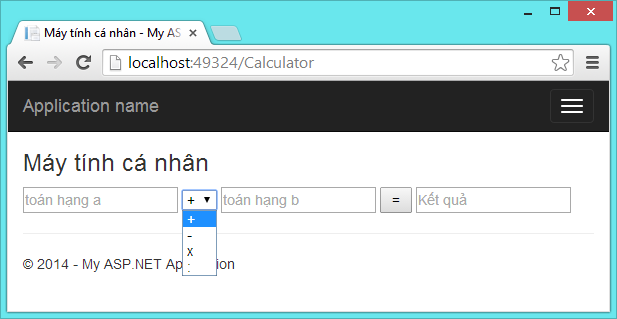 Máy tính cá nhân - My AS
localhost:49324/Calculator
Application name
Máy tính cá nhân
toán hạng a + toán hạng b = Kết quả
+
-
x
:
© 2014 - My ASP.NET Ap ion